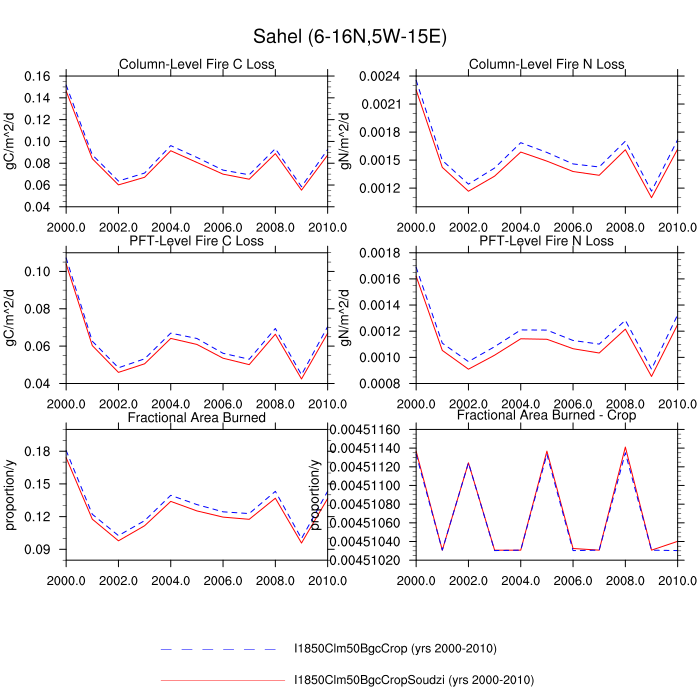 Sahel (6-16N,5W-15E)
Column-Level Fire C Loss
Column-Level Fire N Loss
gC/m^2/d
0.16
0.14
0.12
0.10
0.08
0.06
0.04
2000.0 2002.0 2004.0 2006.0 2008.0 2010.0
gN/m^2/d
0.0024
0.0021
0.0018
0.0015
0.0012
2000.0 2002.0 2004.0 2006.0 2008.0 2010.0
PFT-Level Fire C Loss
PFT-Level Fire N Loss
gC/m^2/d
0.10
0.08
0.06
0.04
2000.0 2002.0 2004.0 2006.0 2008.0 2010.0
gN/m^2/d
0.0018
0.0016
0.0014
0.0012
0.0010
0.0008
2000.0 2002.0 2004.0 2006.0 2008.0 2010.0
Fractional Area Burned
Fractional Area Burned - Crop
proportion/y
0.18
0.15
0.12
0.09
2000.0 2002.0 2004.0 2006.0 2008.0 2010.0
proportion/y
0.00451160
0.00451140
0.00451120
0.00451100
0.00451080
0.00451060
0.00451040
0.00451020
2000.0 2002.0 2004.0 2006.0 2008.0 2010.0
I1850Clm50BgcCrop (yrs 2000-2010)
I1850Clm50BgcCropSoudzi (yrs 2000-2010)